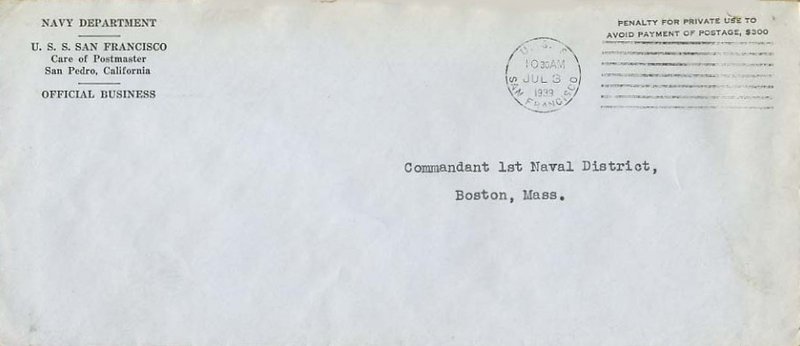 NAVY DEPARTMENT
U. S. S. SAN FRANCISCO
Care of Postmaster
San Pedro, California
OFFICIAL BUSINESS
U. S. S.
10 30 AM
JUL 3
1939
SAN FRANCISCO
PENALTY FOR PRIVATE USE TO
AVOID PAYMENT OF POSTAGE, $300
Commandant 1st Naval District,
Boston, Mass.